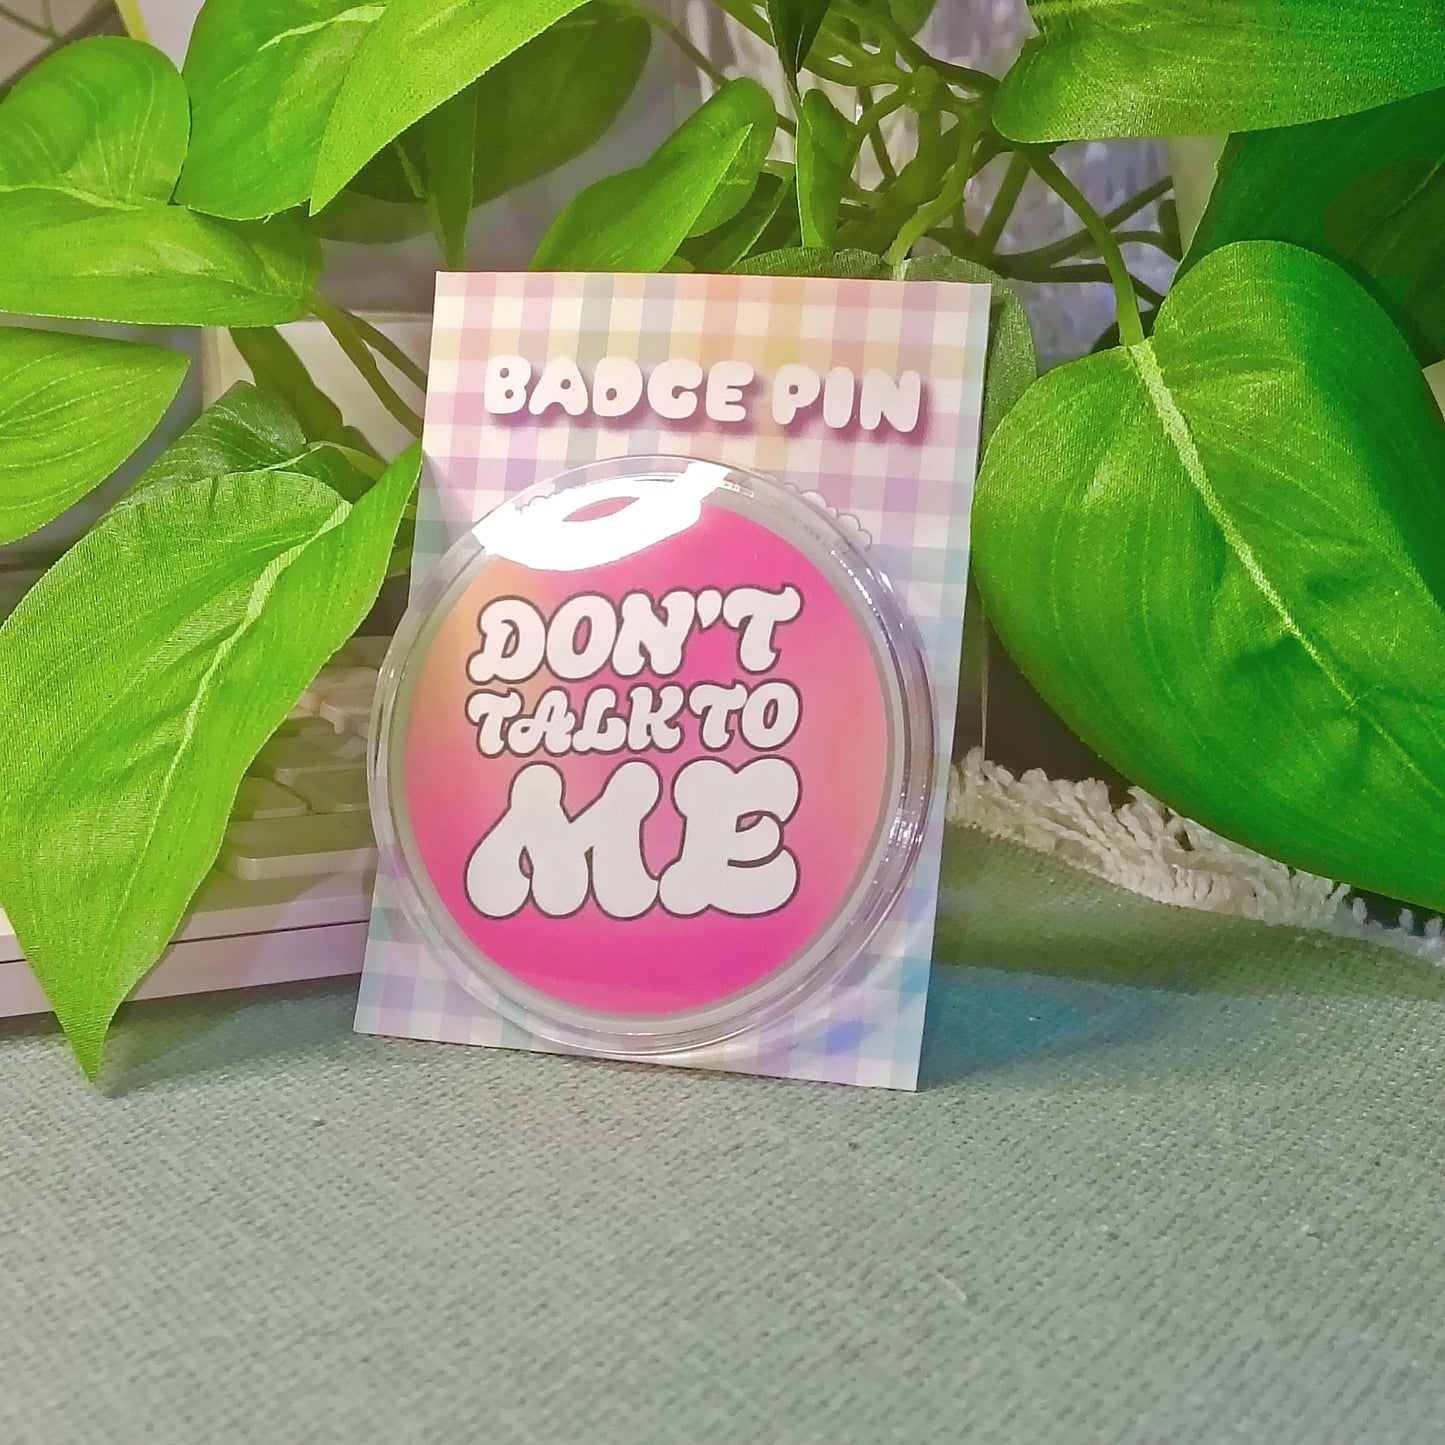 BADGE PIN
DON'T
TALK TO
ME